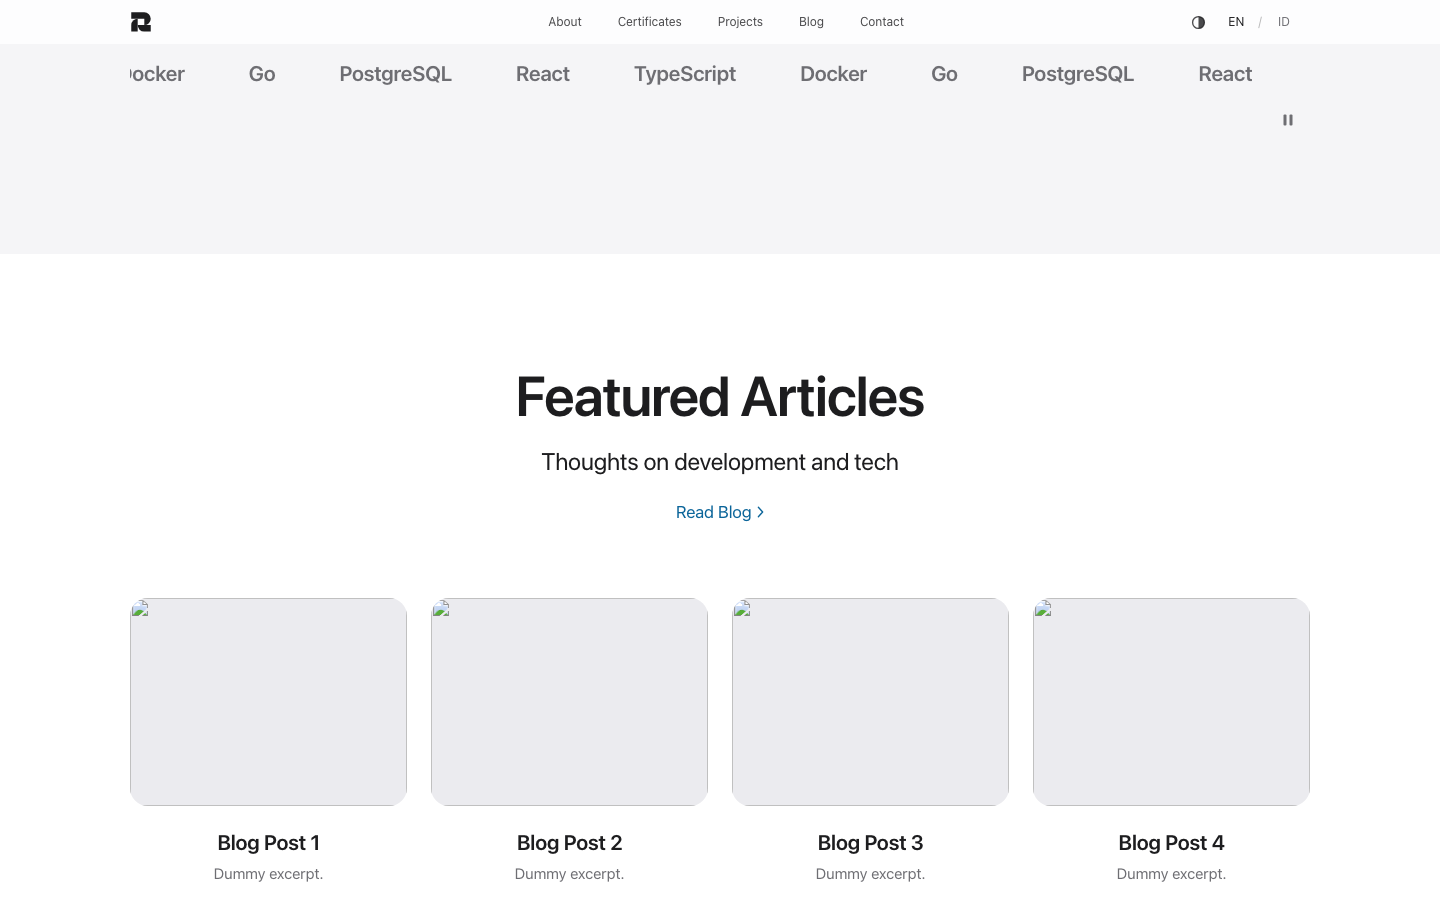 About Certificates Projects Blog Contact EN / ID
Docker Go PostgreSQL React TypeScript Docker Go PostgreSQL React
Featured Articles
Thoughts on development and tech
Read Blog
Blog Post 1 Blog Post 2 Blog Post 3 Blog Post 4
Dummy excerpt. Dummy excerpt. Dummy excerpt. Dummy excerpt.